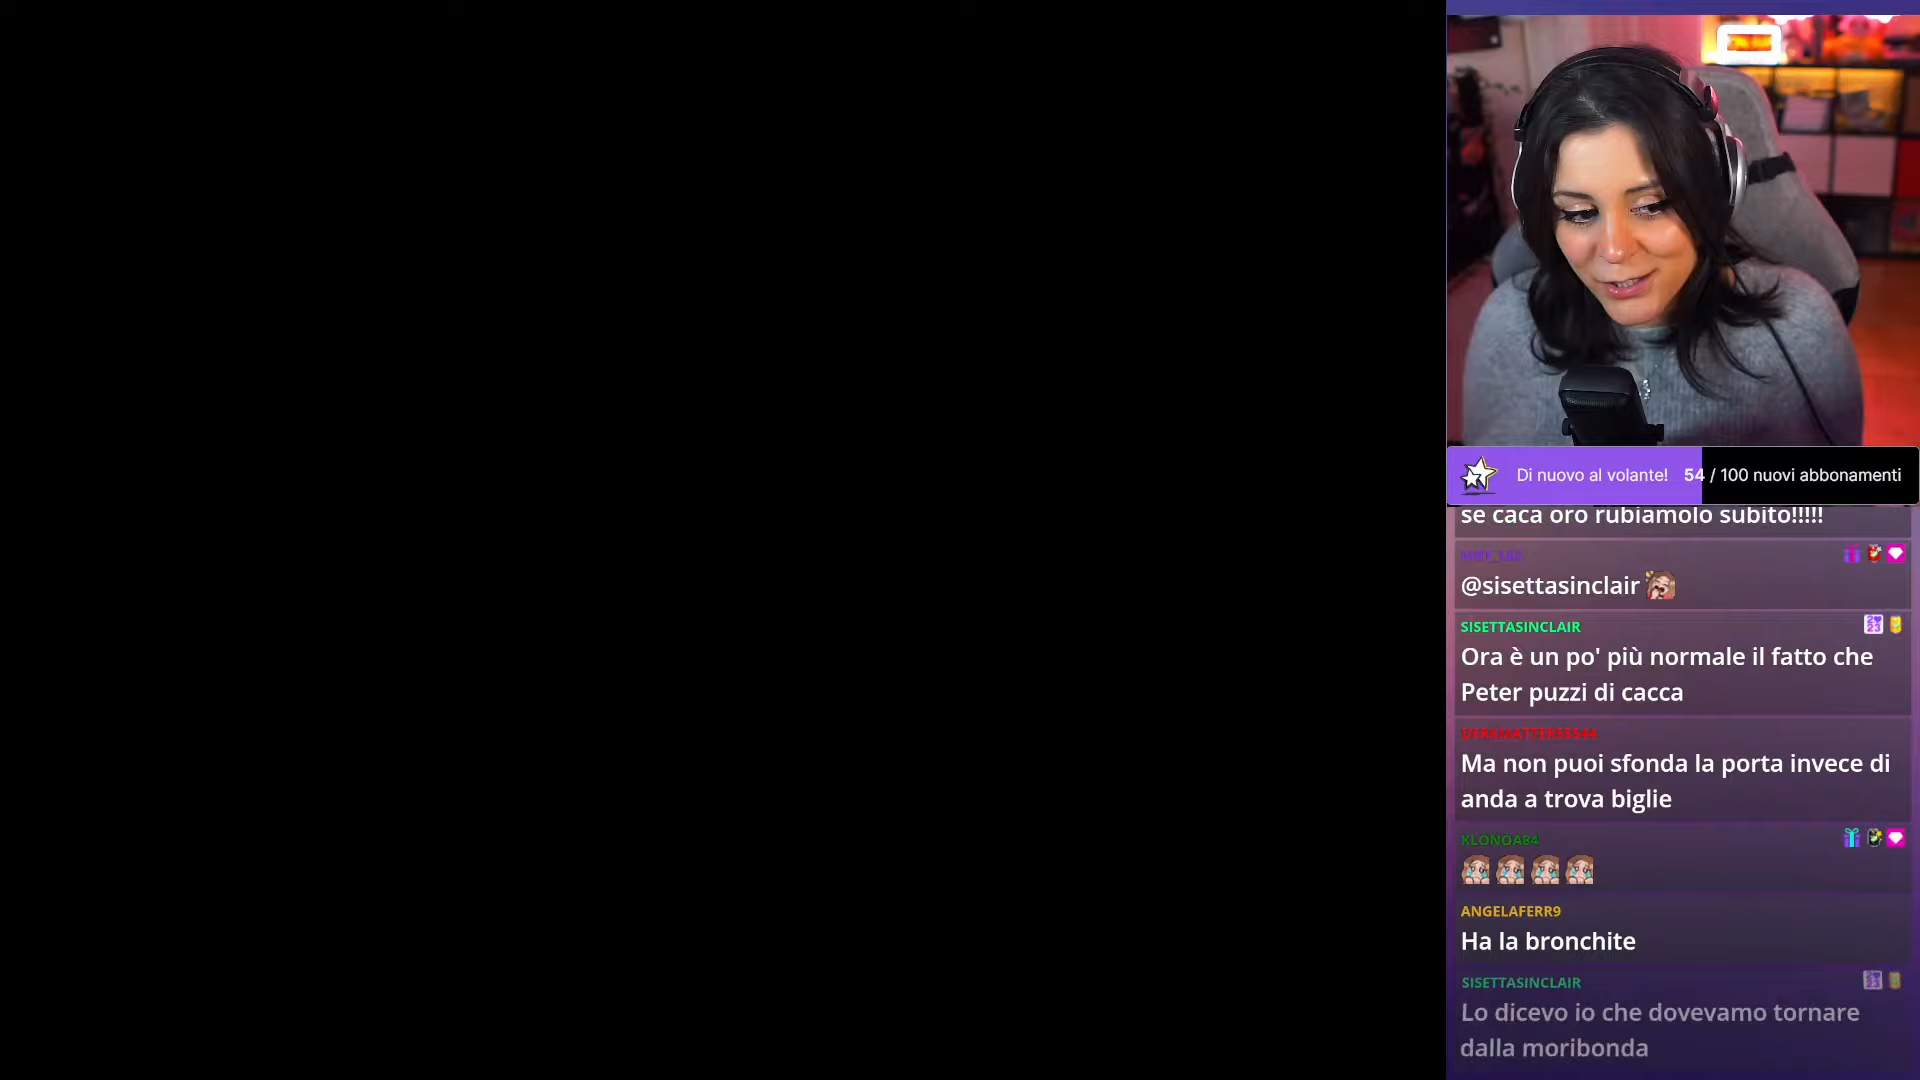 Di nuovo al volante! 54 / 100 nuovi abbonamenti
se caca oro rubiamolo subito!!!!!
@sisettasinclair
SISETTASINCLAIR
Ora è un po' più normale il fatto che
Peter puzzi di cacca
DERKMATTER55544
Ma non puoi sfonda la porta invece di
anda a trova biglie
KLONOA84
ANGELAFERR9
Ha la bronchite
SISETTASINCLAIR
Lo dicevo io che dovevamo tornare
dalla moribonda